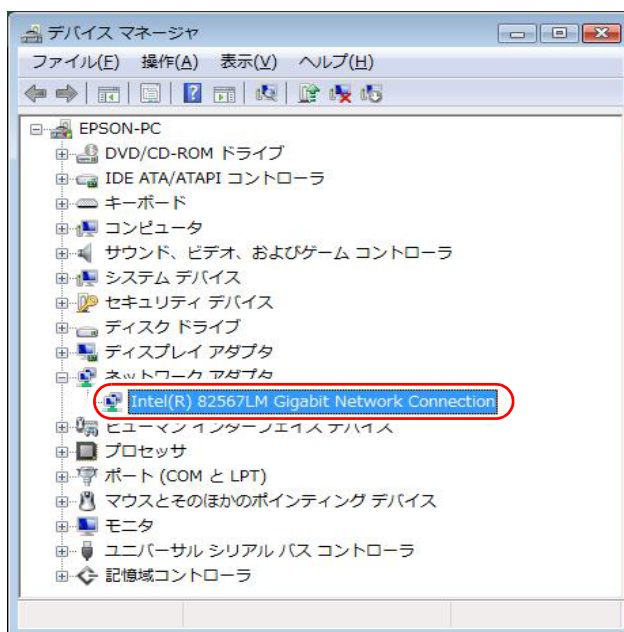 デバイス マネージャ
ファイル(F) 操作(A) 表示(V) ヘルプ(H)
EPSON-PC
DVD/CD-ROM ドライブ
IDE ATA/ATAPI コントローラ
キーボード
コンピュータ
サウンド、ビデオ、およびゲーム コントローラ
システム デバイス
セキュリティ デバイス
ディスク ドライブ
ディスプレイ アダプタ
ネットワーク アダプタ
Intel(R) 82567LM Gigabit Network Connection
ヒューマン インターフェイス デバイス
プロセッサ
ポート (COM と LPT)
マウスとそのほかのポインティング デバイス
モニタ
ユニバーサル シリアル バス コントローラ
記憶域コントローラ